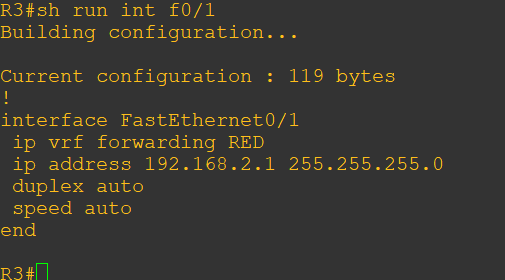 R3#sh run int f0/1
Building configuration...
Current configuration : 119 bytes
!
interface FastEthernet0/1
 ip vrf forwarding RED
 ip address 192.168.2.1 255.255.255.0
 duplex auto
 speed auto
end
R3#